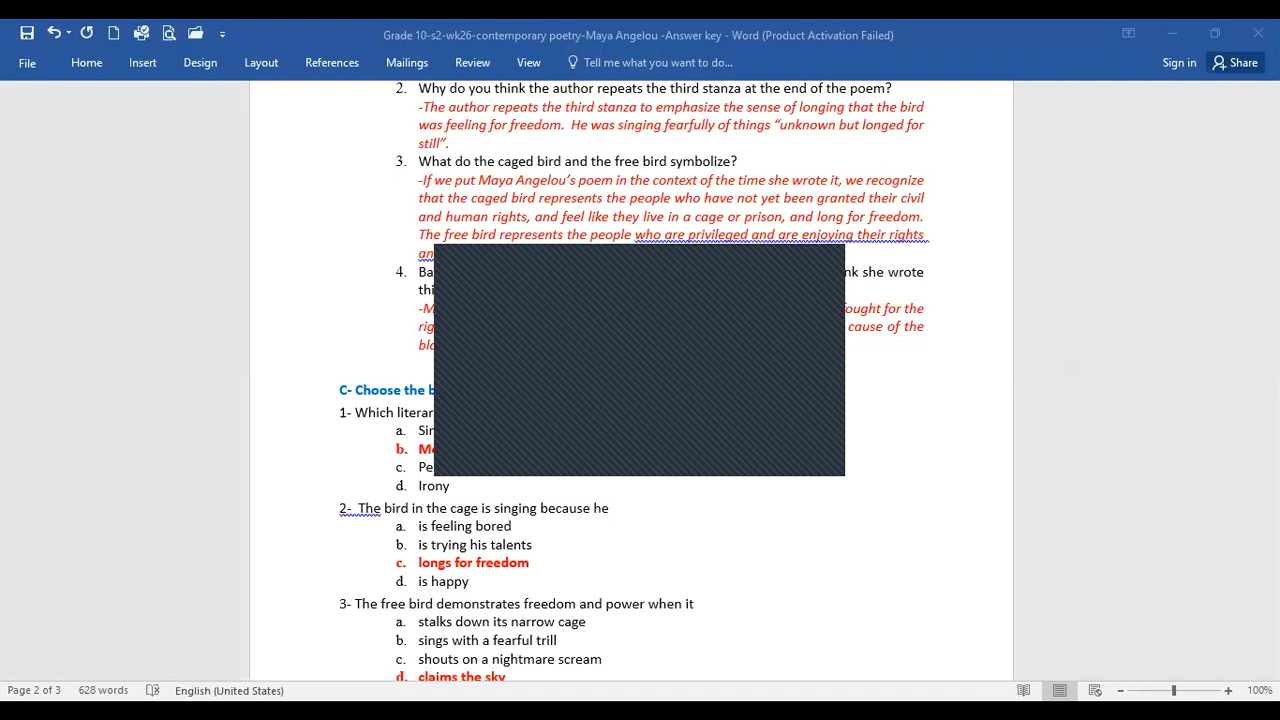 Grade 10-s2-wk26-contemporary poetry-Maya Angelou -Answer key - Word (Product Activation Failed)
File Home Insert Design Layout References Mailings Review View Tell me what you want to do... Sign in Share
2. Why do you think the author repeats the third stanza at the end of the poem?
-The author repeats the third stanza to emphasize the sense of longing that the bird
was feeling for freedom. He was singing fearfully of things “unknown but longed for
still”.
3. What do the caged bird and the free bird symbolize?
-If we put Maya Angelou’s poem in the context of the time she wrote it, we recognize
that the caged bird represents the people who have not yet been granted their civil
and human rights, and feel like they live in a cage or prison, and long for freedom.
The free bird represents the people who are privileged and are enjoying their rights
4. she wrote
fought for the
cause of the
C- Choose the
1- Which
a.
b.
c.
d. Irony
2- The bird in the cage is singing because he
a. is feeling bored
b. is trying his talents
c. longs for freedom
d. is happy
3- The free bird demonstrates freedom and power when it
a. stalks down its narrow cage
b. sings with a fearful trill
c. shouts on a nightmare scream
d. claims the sky
Page 2 of 3 628 words English (United States) 100%